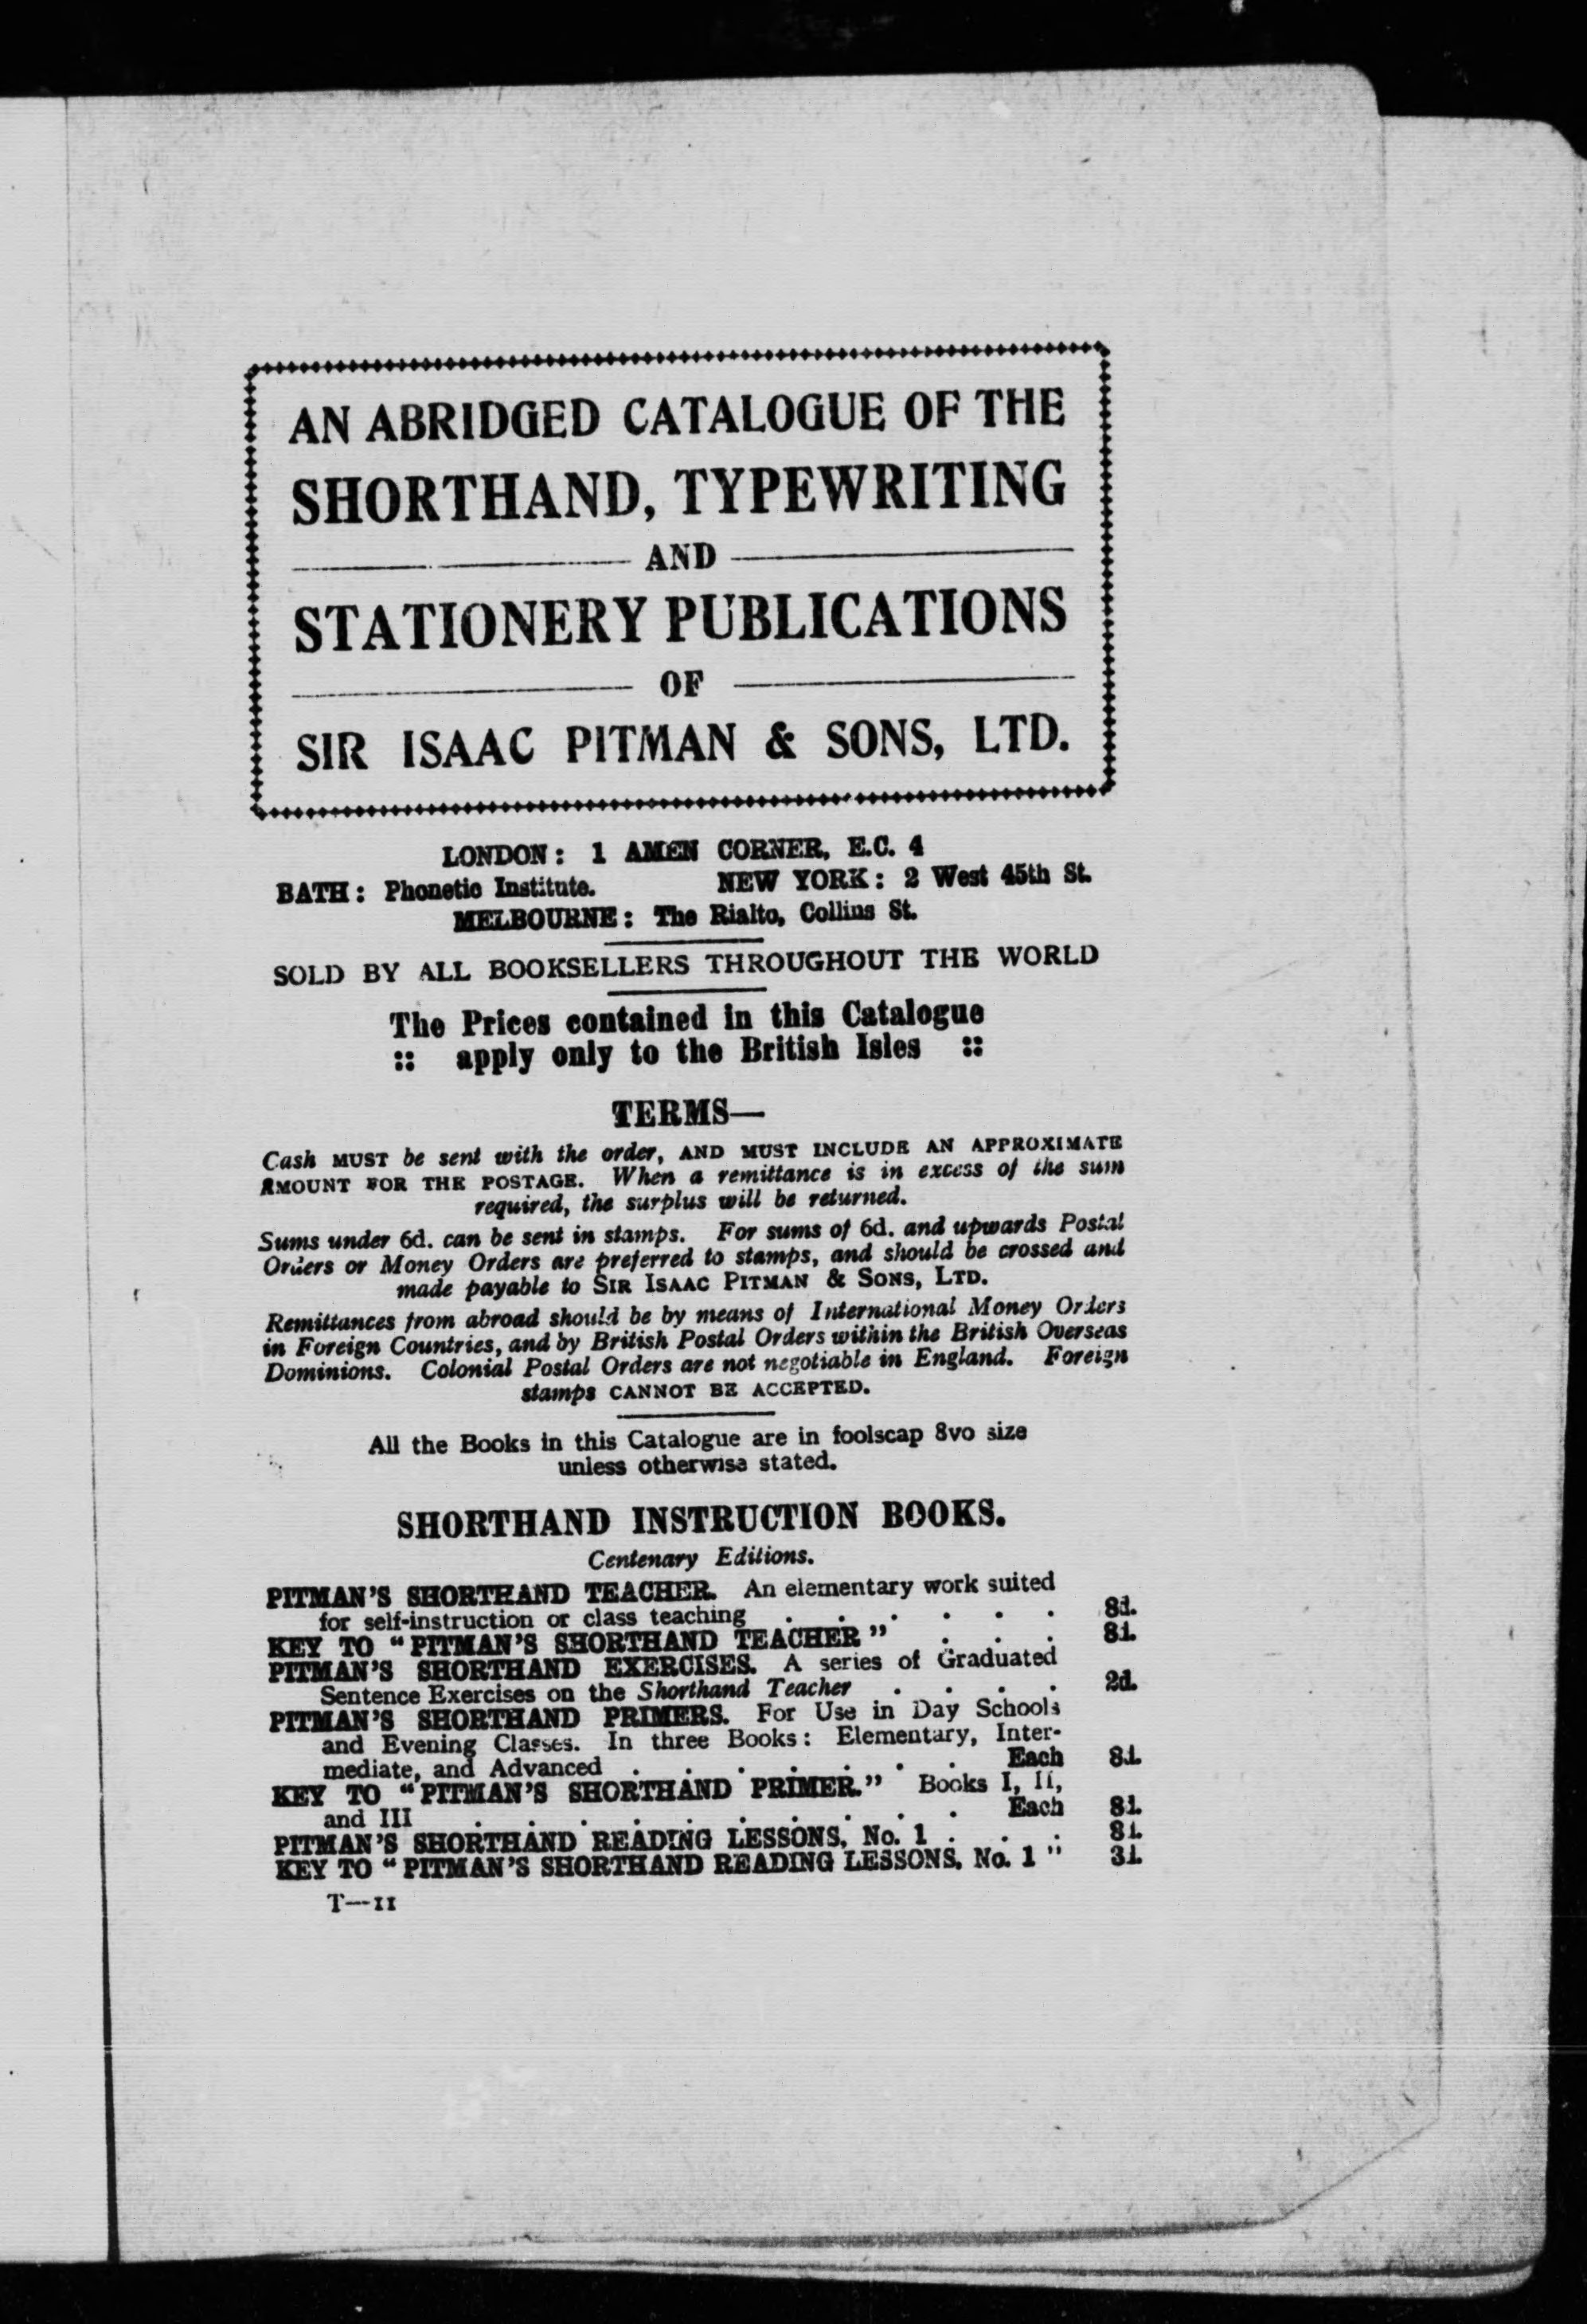 AN ABRIDGED CATALOGUE OF THE
SHORTHAND, TYPEWRITING
AND
STATIONERY PUBLICATIONS
OF
SIR ISAAC PITMAN & SONS, LTD.
LONDON: 1 AMEN CORNER, E.C. 4
BATH: Phonetic Institute. NEW YORK: 2 West 45th St.
MELBOURNE: The Rialto, Collins St.
SOLD BY ALL BOOKSELLERS THROUGHOUT THE WORLD
The Prices contained in this Catalogue
:: apply only to the British Isles ::
TERMS—
Cash MUST be sent with the order, AND MUST INCLUDE AN APPROXIMATE
AMOUNT FOR THE POSTAGE. When a remittance is in excess of the sum
required, the surplus will be returned.
Sums under 6d. can be sent in stamps. For sums of 6d. and upwards Postal
Orders or Money Orders are preferred to stamps, and should be crossed and
made payable to SIR ISAAC PITMAN & SONS, LTD.
Remittances from abroad should be by means of International Money Orders
in Foreign Countries, and by British Postal Orders within the British Overseas
Dominions. Colonial Postal Orders are not negotiable in England. Foreign
stamps CANNOT BE ACCEPTED.
All the Books in this Catalogue are in foolscap 8vo size
unless otherwise stated.
SHORTHAND INSTRUCTION BOOKS.
Centenary Editions.
PITMAN'S SHORTHAND TEACHER. An elementary work suited
for self-instruction or class teaching . . . . . . 8d.
KEY TO "PITMAN'S SHORTHAND TEACHER" . . . 8d.
PITMAN'S SHORTHAND EXERCISES. A series of Graduated
Sentence Exercises on the Shorthand Teacher . . . . 2d.
PITMAN'S SHORTHAND PRIMERS. For Use in Day Schools
and Evening Classes. In three Books: Elementary, Inter-
mediate, and Advanced . . . . . . . Each 8d.
KEY TO "PITMAN'S SHORTHAND PRIMER." Books I, II,
and III . . . . . . . . . . Each 8d.
PITMAN'S SHORTHAND READING LESSONS, No. 1 . . . 8d.
KEY TO "PITMAN'S SHORTHAND READING LESSONS, No. 1" 3d.
T—11